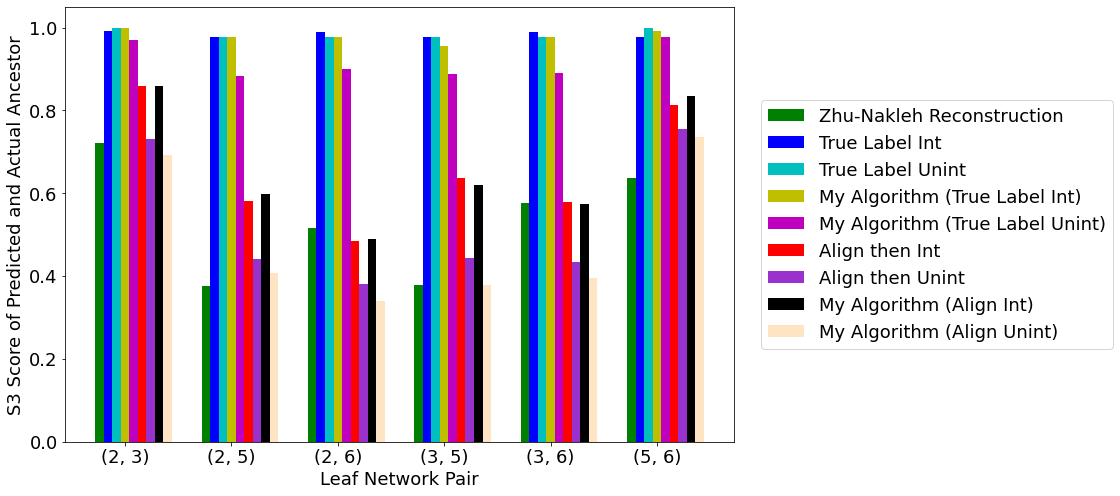 S3 Score of Predicted and Actual Ancestor
1.0
0.8
0.6
0.4
0.2
0.0
(2, 3) (2, 5) (2, 6) (3, 5) (3, 6) (5, 6)
Leaf Network Pair
Zhu-Nakleh Reconstruction
True Label Int
True Label Unint
My Algorithm (True Label Int)
My Algorithm (True Label Unint)
Align then Int
Align then Unint
My Algorithm (Align Int)
My Algorithm (Align Unint)